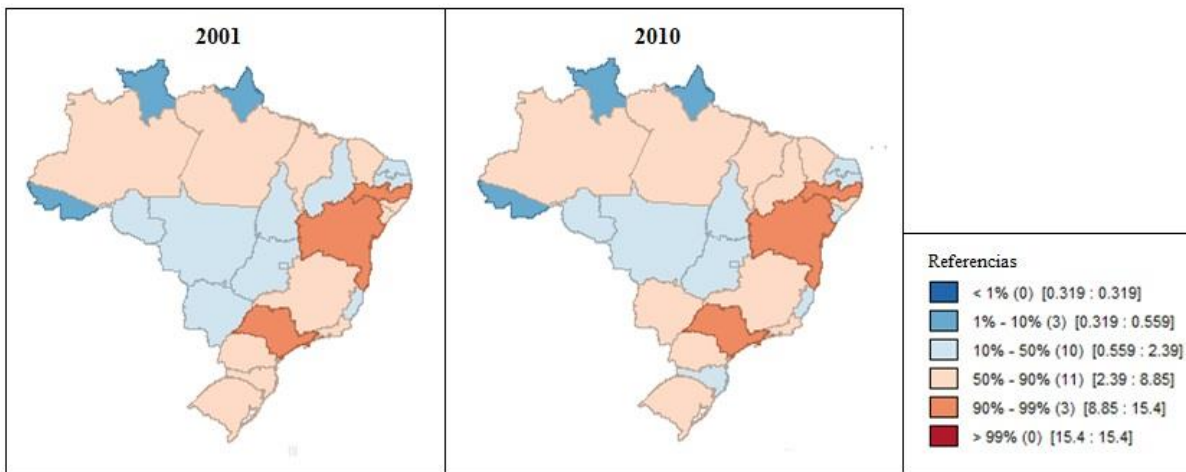 2001
2010
Referencias
< 1% (0) [0.319 : 0.319]
1% - 10% (3) [0.319 : 0.559]
10% - 50% (10) [0.559 : 2.39]
50% - 90% (11) [2.39 : 8.85]
90% - 99% (3) [8.85 : 15.4]
> 99% (0) [15.4 : 15.4]